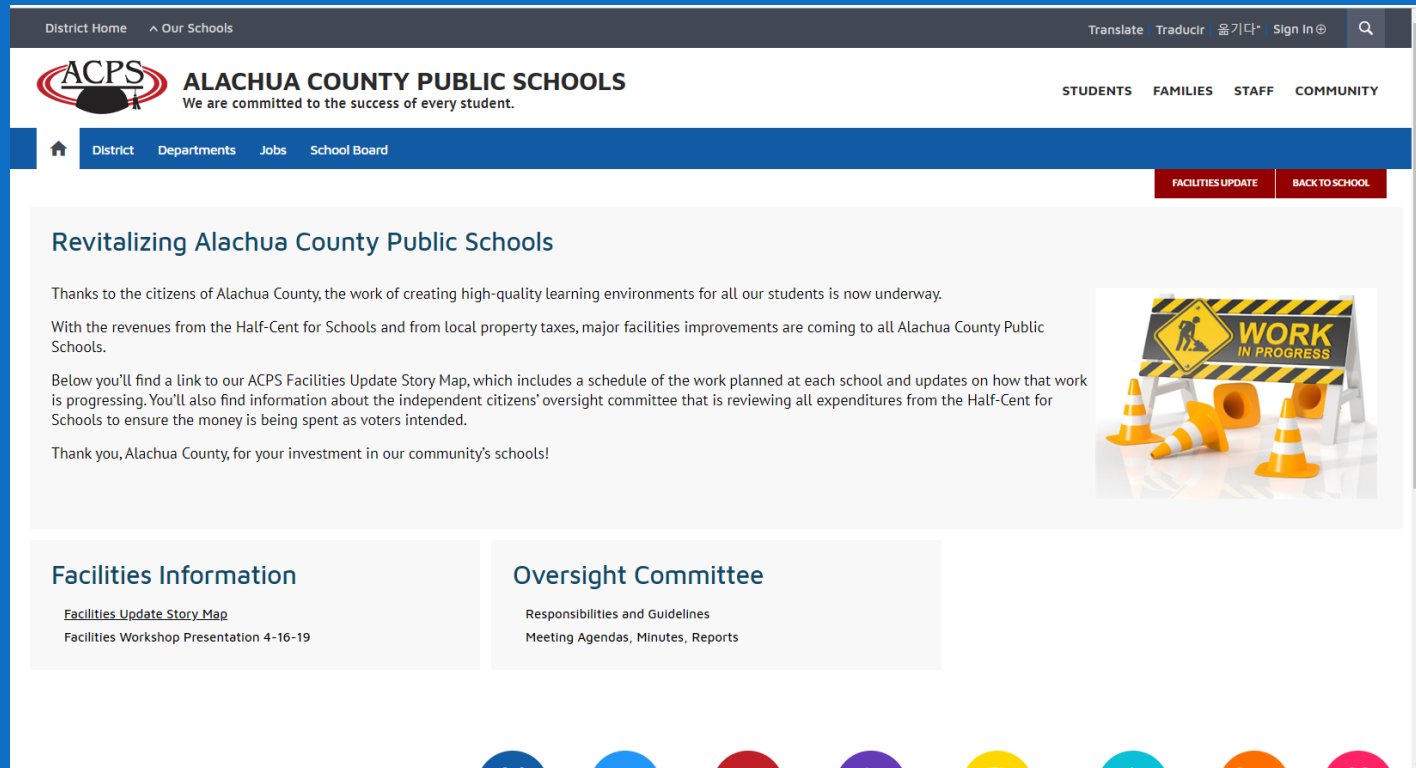 District Home
Our Schools
Translate Traducir 옮기다* Sign In
ACPS
ALACHUA COUNTY PUBLIC SCHOOLS
We are committed to the success of every student.
STUDENTS FAMILIES STAFF COMMUNITY
District Departments Jobs School Board
FACILITIES UPDATE BACK TO SCHOOL
Revitalizing Alachua County Public Schools
Thanks to the citizens of Alachua County, the work of creating high-quality learning environments for all our students is now underway.
With the revenues from the Half-Cent for Schools and from local property taxes, major facilities improvements are coming to all Alachua County Public
Schools.
Below you'll find a link to our ACPS Facilities Update Story Map, which includes a schedule of the work planned at each school and updates on how that work
is progressing. You'll also find information about the independent citizens' oversight committee that is reviewing all expenditures from the Half-Cent for
Schools to ensure the money is being spent as voters intended.
Thank you, Alachua County, for your investment in our community's schools!
WORK
IN PROGRESS
Facilities Information
Facilities Update Story Map
Facilities Workshop Presentation 4-16-19
Oversight Committee
Responsibilities and Guidelines
Meeting Agendas, Minutes, Reports